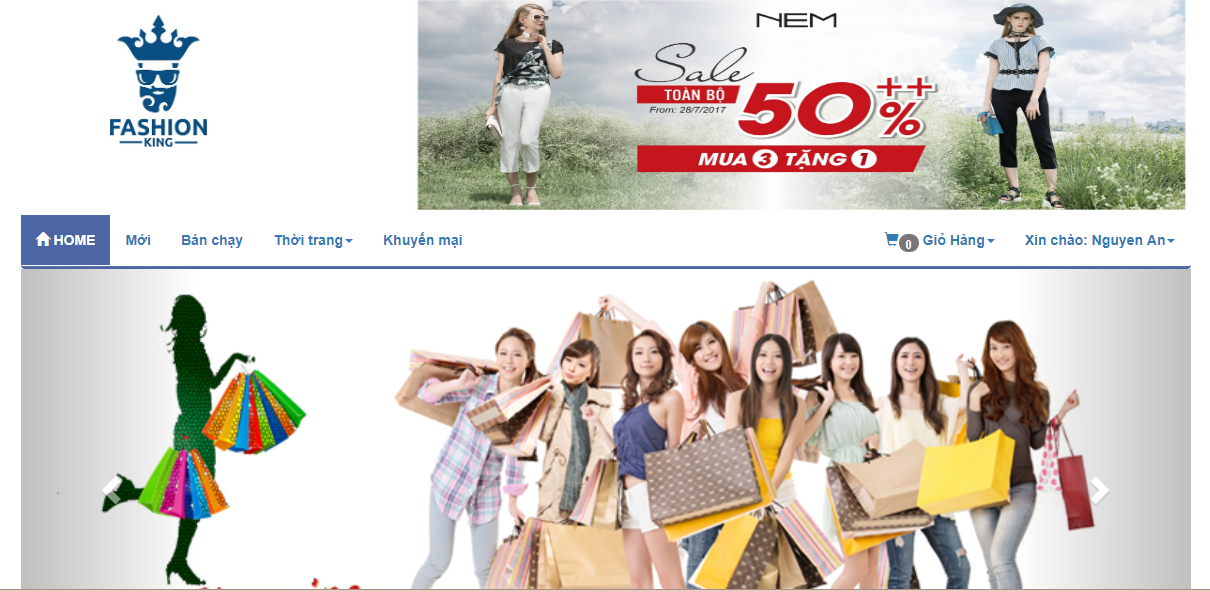 FASHION
KING
NEM
Sale
TOÀN BỘ
From: 28/7/2017
50++%
MUA 3 TẶNG 1
HOME
Mới
Bán chạy
Thời trang
Khuyến mại
0 Giỏ Hàng
Xin chào: Nguyen An